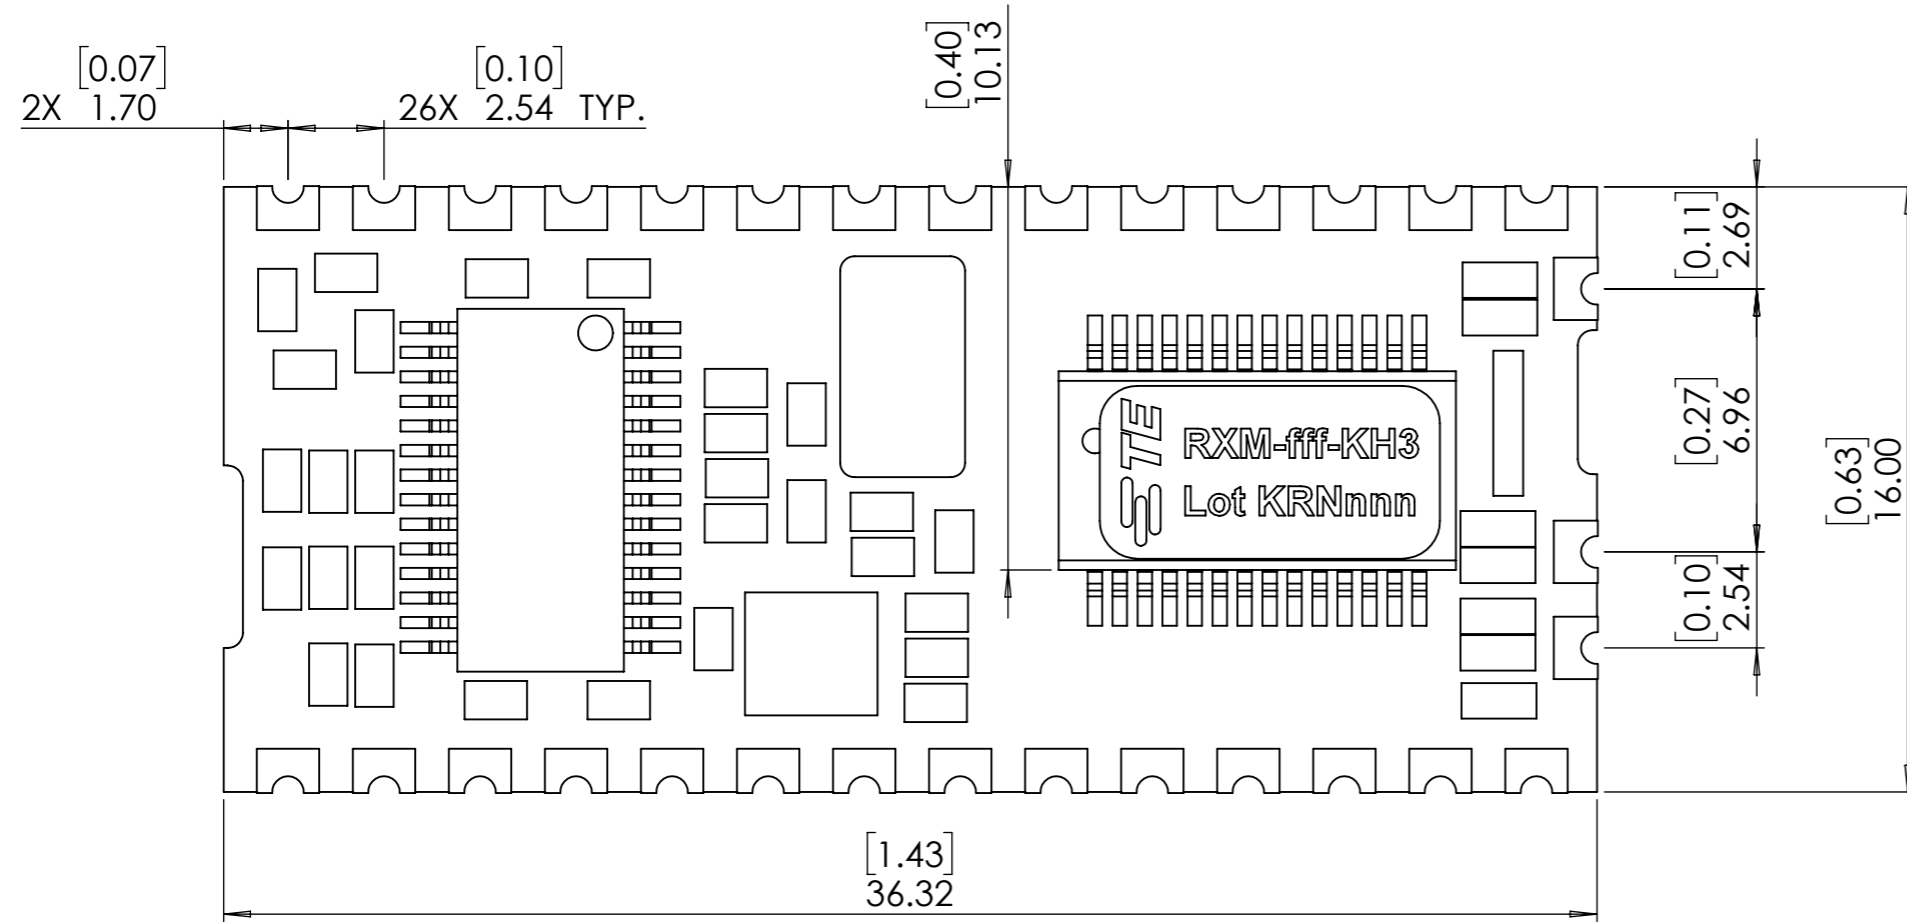 [0.07]
2X 1.70
[0.10]
26X 2.54 TYP.
[0.40]
10.13
[0.11]
2.69
[0.27]
6.96
[0.63]
16.00
[0.10]
2.54
TE
RXM-fff-KH3
Lot KRNnnn
[1.43]
36.32